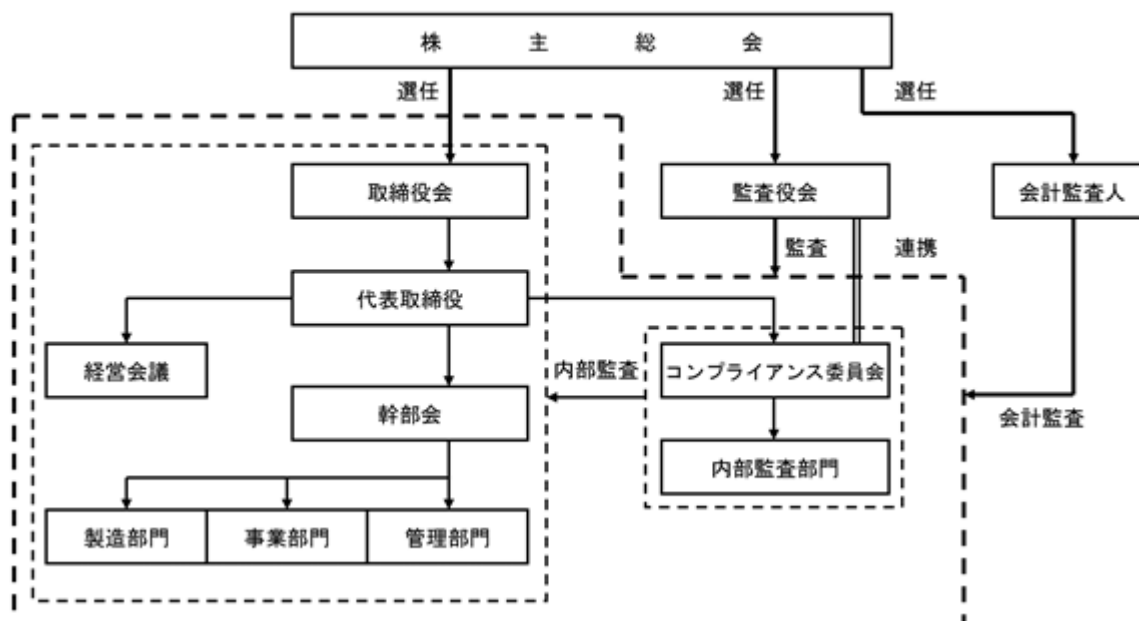 株主総会
選任
選任
選任
取締役会
監査役会
会計監査人
監査
連携
代表取締役
経営会議
内部監査
コンプライアンス委員会
幹部会
会計監査
内部監査部門
製造部門
事業部門
管理部門